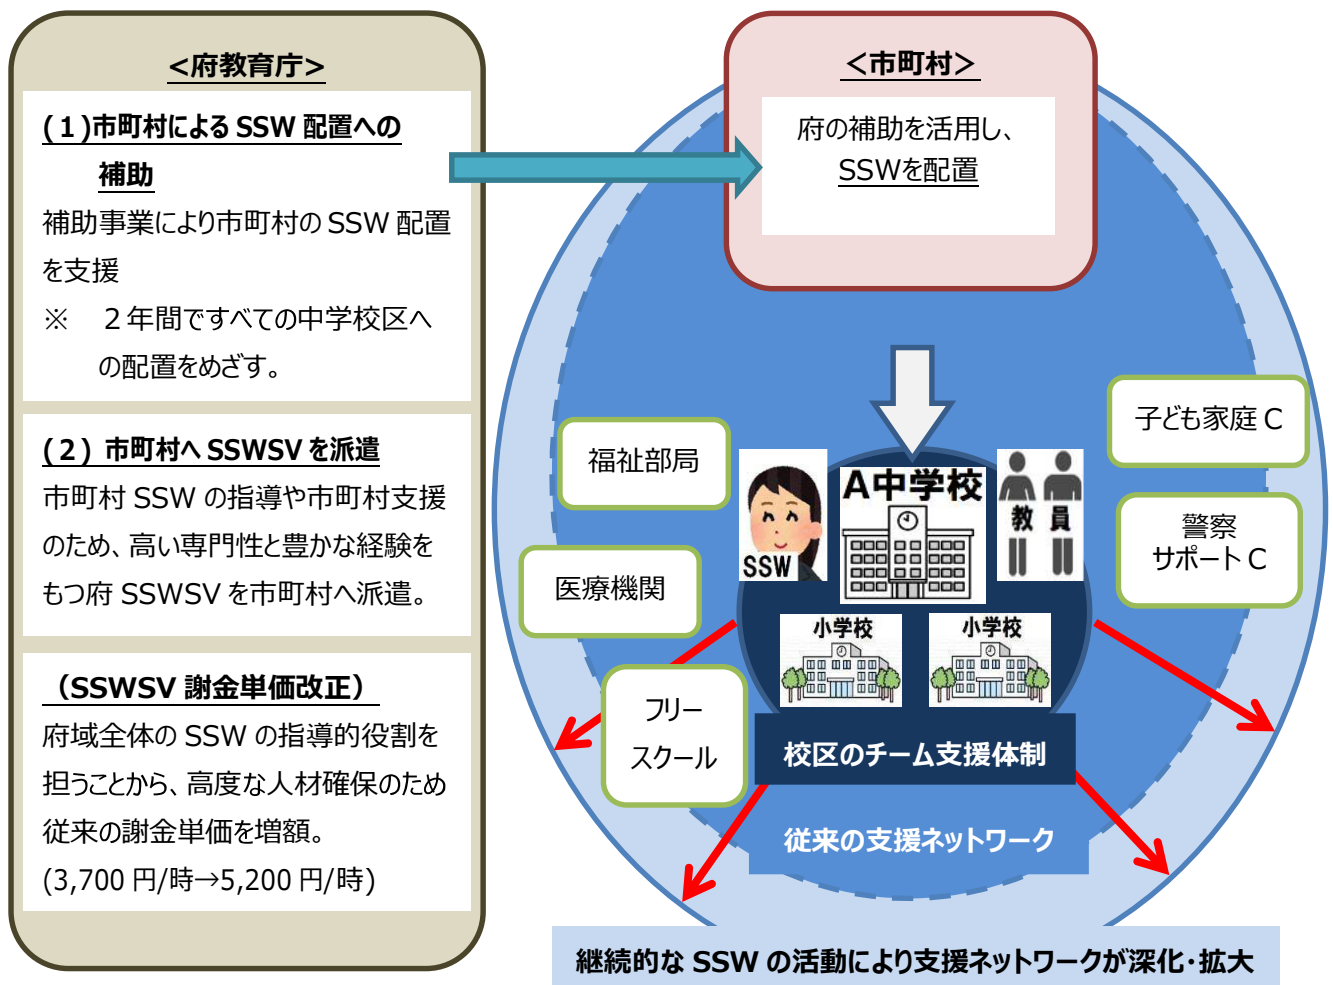 <府教育庁>
(１)市町村による SSW 配置への
補助
補助事業により市町村の SSW 配置
を支援
※　２年間ですべての中学校区へ
の配置をめざす。
(２) 市町村へ SSWSV を派遣
市町村 SSW の指導や市町村支援
のため、高い専門性と豊かな経験を
もつ府 SSWSV を市町村へ派遣。
（SSWSV 謝金単価改正）
府域全体の SSW の指導的役割を
担うことから、高度な人材確保のため
従来の謝金単価を増額。
(3,700 円/時→5,200 円/時)
＜市町村＞
府の補助を活用し、
SSWを配置
福祉部局
医療機関
フリー
スクール
SSW
A中学校
教員
小学校
小学校
子ども家庭 C
警察
サポート C
校区のチーム支援体制
従来の支援ネットワーク
継続的な SSW の活動により支援ネットワークが深化・拡大